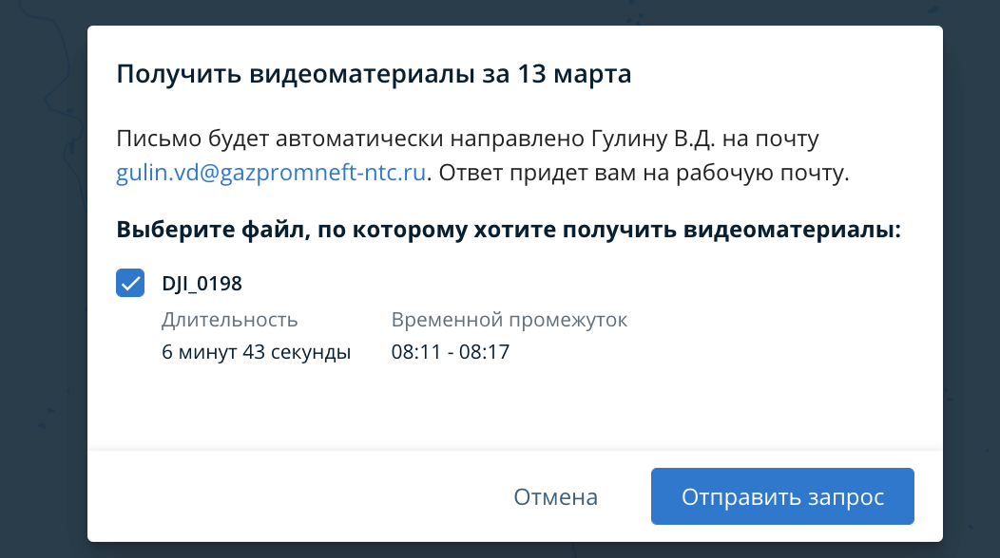 Получить видеоматериалы за 13 марта
Письмо будет автоматически направлено Гулину В.Д. на почту
gulin.vd@gazpromneft-ntc.ru. Ответ придет вам на рабочую почту.
Выберите файл, по которому хотите получить видеоматериалы:
DJI_0198
Длительность Временной промежуток
6 минут 43 секунды 08:11 - 08:17
Отмена Отправить запрос